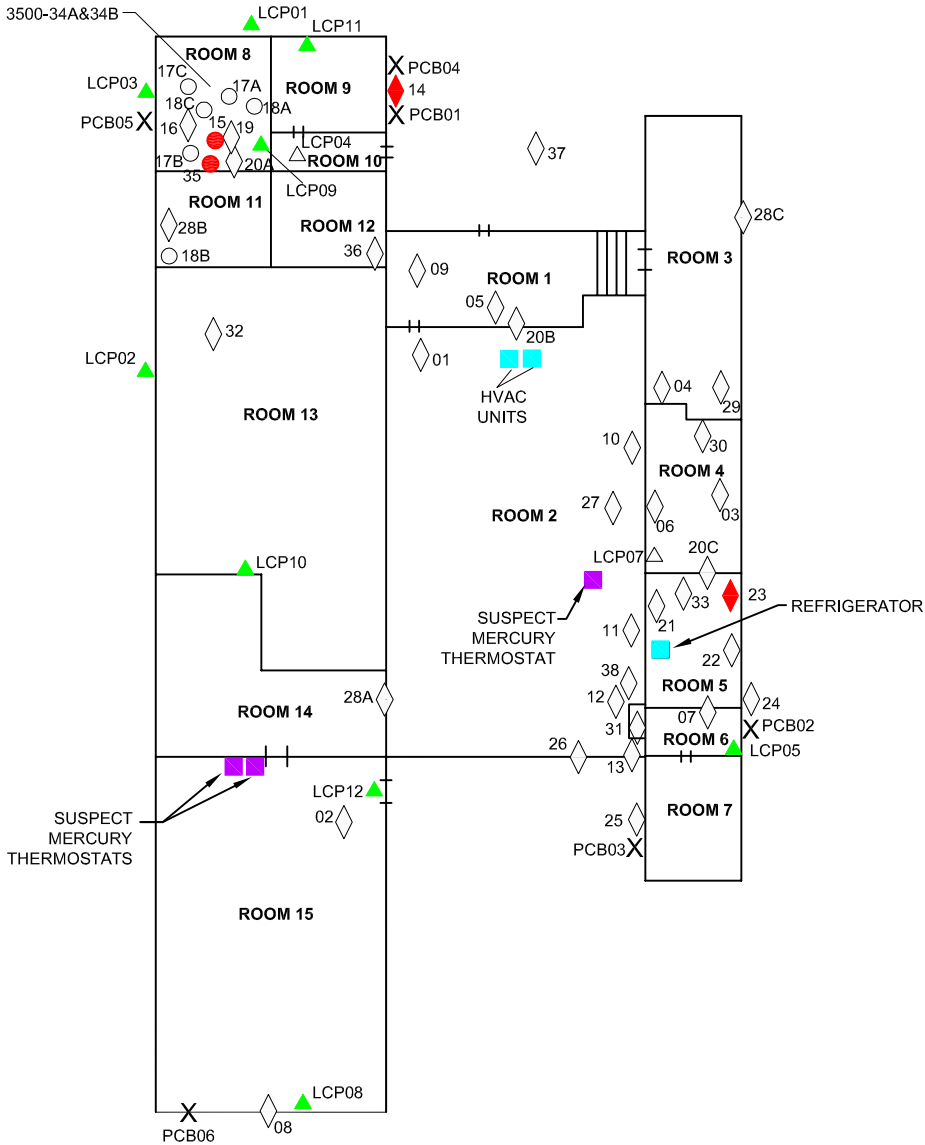 3500-34A&34B
LCP01
LCP11
ROOM 8
PCB04
17C
17A
ROOM 9
14
LCP03
18C
18A
PCB01
PCB05
16
15
19
LCP04
37
17B
20A
ROOM 10
35
LCP09
ROOM 11
ROOM 12
28C
28B
36
18B
09
ROOM 1
ROOM 3
05
32
20B
01
LCP02
HVAC
UNITS
04
29
ROOM 13
10
30
ROOM 4
27
ROOM 2
06
03
LCP07
20C
LCP10
SUSPECT
MERCURY
THERMOSTAT
33
23
REFRIGERATOR
21
11
22
38
ROOM 5
28A
12
07
24
ROOM 14
31
ROOM 6
PCB02
26
13
LCP05
LCP12
SUSPECT
MERCURY
THERMOSTATS
02
25
ROOM 7
PCB03
ROOM 15
LCP08
08
PCB06